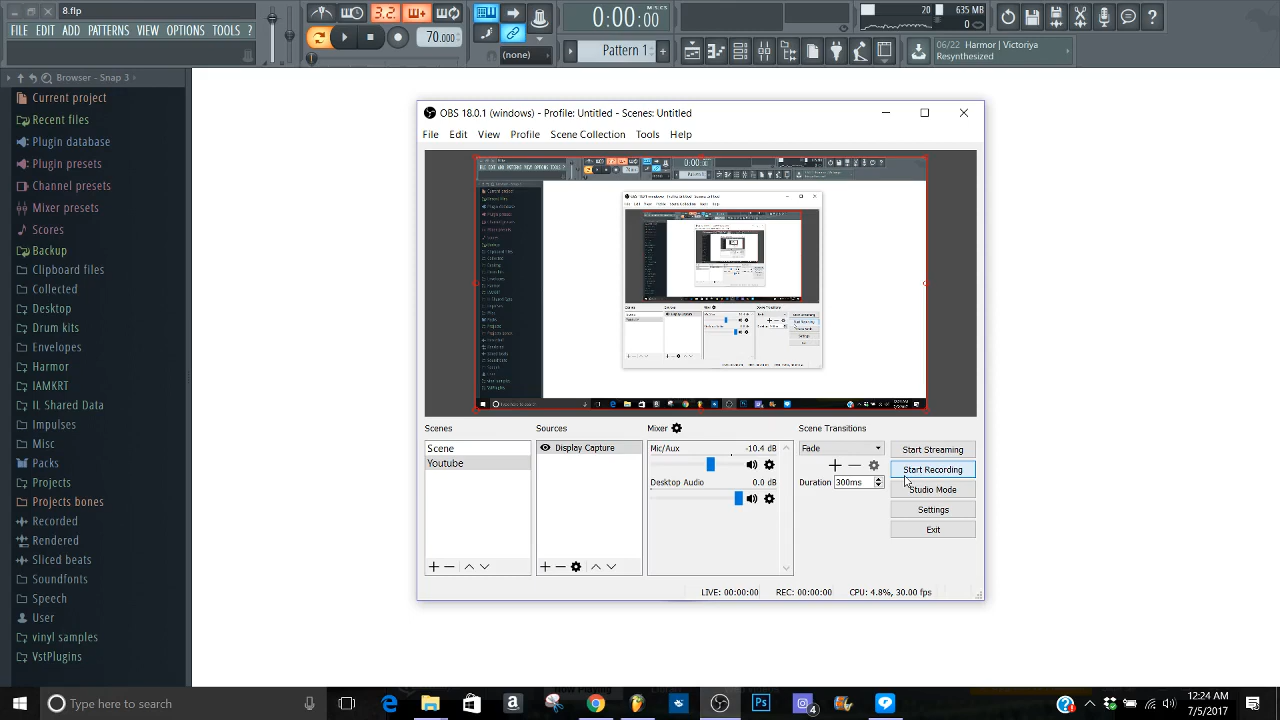 8.flp
FILE EDIT ADD PATTERNS VIEW OPTIONS TOOLS ?
3.2.
70.000
0:00:00
M:S:CS
20
635 MB
0
Pattern 1
(none)
06/22 Harmor | Victoriya
Resynthesized
Browser - Snap 3
Current project
Recent files
Plugin database
Plugin presets
Channel presets
Mixer presets
Backup
Clipboard files
Collected
Envelopes
IAMKRT
IL Shared Data
Impulses
Misc
Packs
Projects
Projects bones
Recorded
Rendered
Sliced beats
Soundfonts
Speech
User
vinyl samples
VstPlugins
OBS 18.0.1 (windows) - Profile: Untitled - Scenes: Untitled
File Edit View Profile Scene Collection Tools Help
Scenes
Scene
Youtube
Sources
Display Capture
Mixer
Mic/Aux -10.4 dB
Desktop Audio 0.0 dB
Scene Transitions
Fade
Duration 300ms
Start Streaming
Start Recording
Studio Mode
Settings
Exit
LIVE: 00:00:00 REC: 00:00:00 CPU: 4.8%, 30.00 fps
Type here to search
Ps
4
12:24 AM
7/5/2017